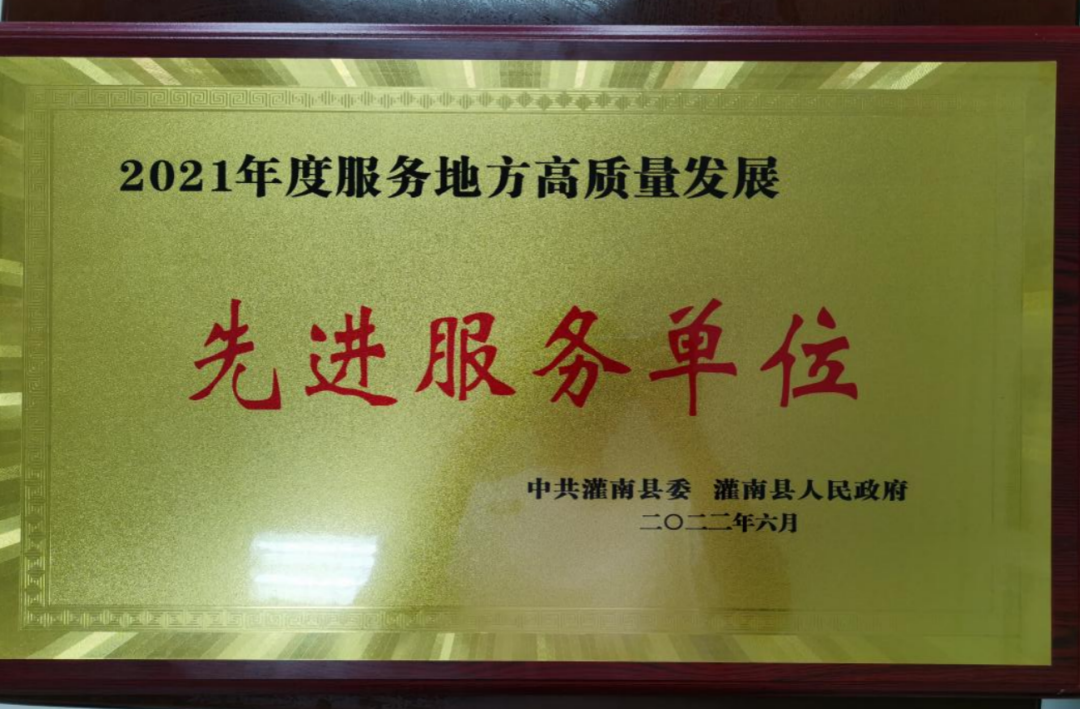 2021年度服务地方高质量发展
先进服务单位
中共灌南县委 灌南县人民政府
二〇二二年六月